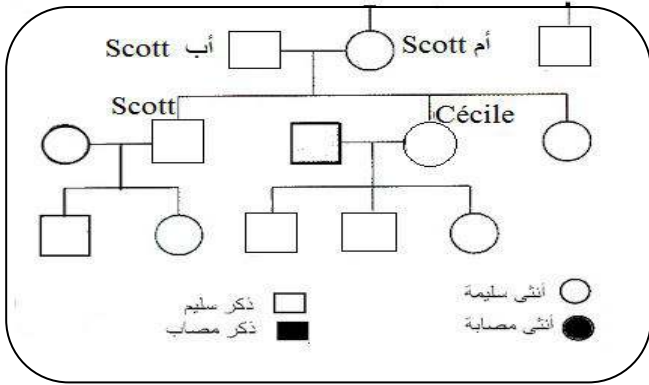 أب Scott
أم Scott
Scott
Cécile
أنثى سليمة
ذكر سليم
أنثى مصابة
ذكر مصاب